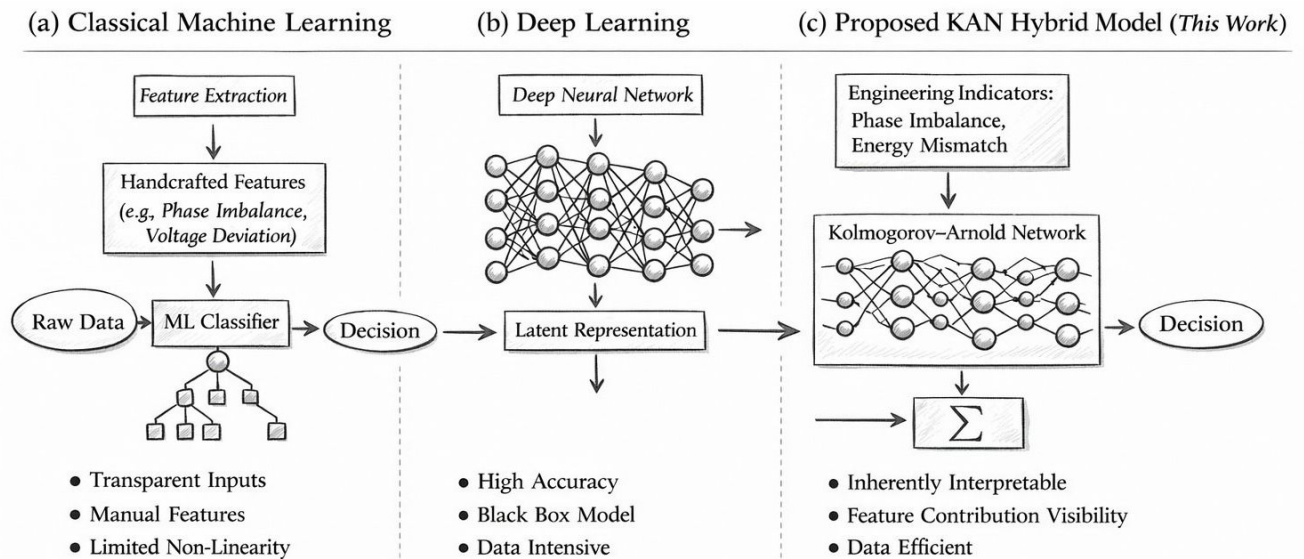 (a) Classical Machine Learning
Feature Extraction
Handcrafted Features
(e.g., Phase Imbalance,
Voltage Deviation)
Raw Data
ML Classifier
Decision
• Transparent Inputs
• Manual Features
• Limited Non-Linearity
(b) Deep Learning
Deep Neural Network
Latent Representation
• High Accuracy
• Black Box Model
• Data Intensive
(c) Proposed KAN Hybrid Model (This Work)
Engineering Indicators:
Phase Imbalance,
Energy Mismatch
Kolmogorov–Arnold Network
Decision
Σ
• Inherently Interpretable
• Feature Contribution Visibility
• Data Efficient